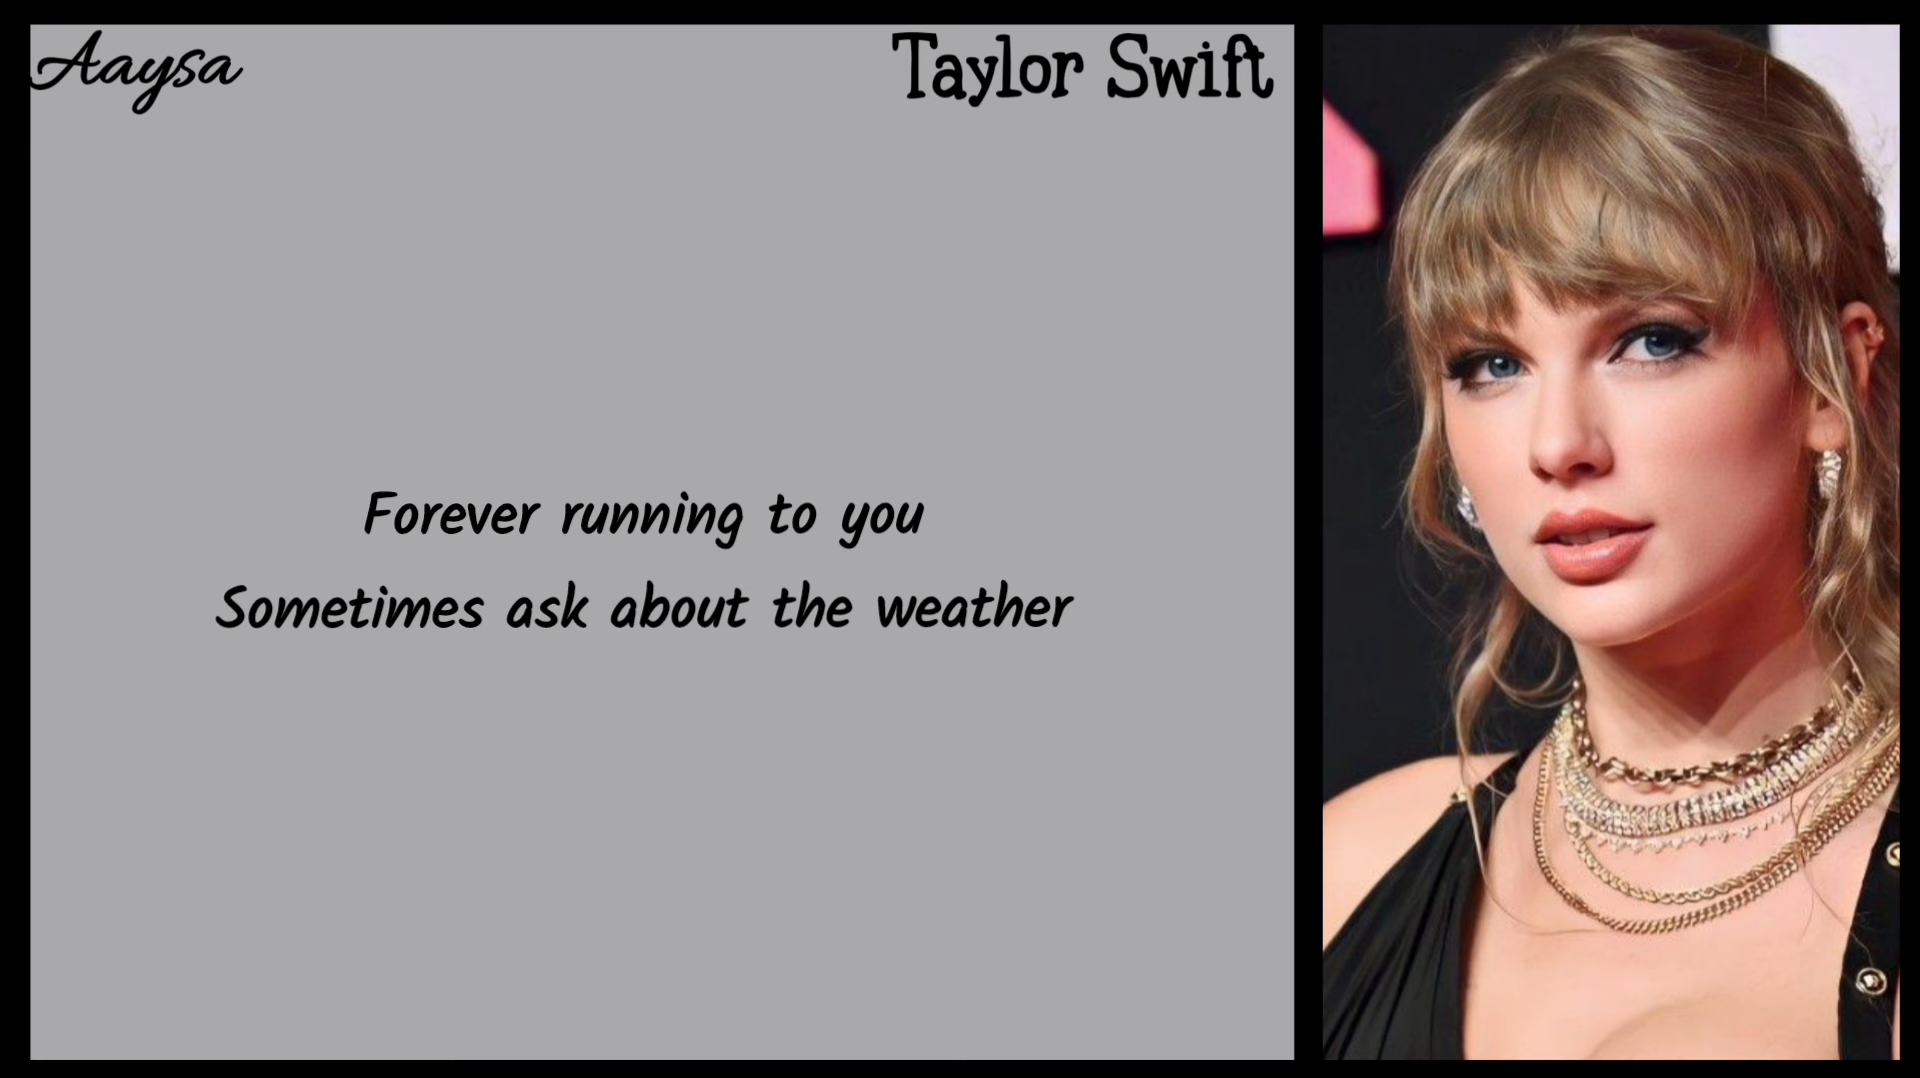 Aaysa
Taylor Swift
Forever running to you
Sometimes ask about the weather